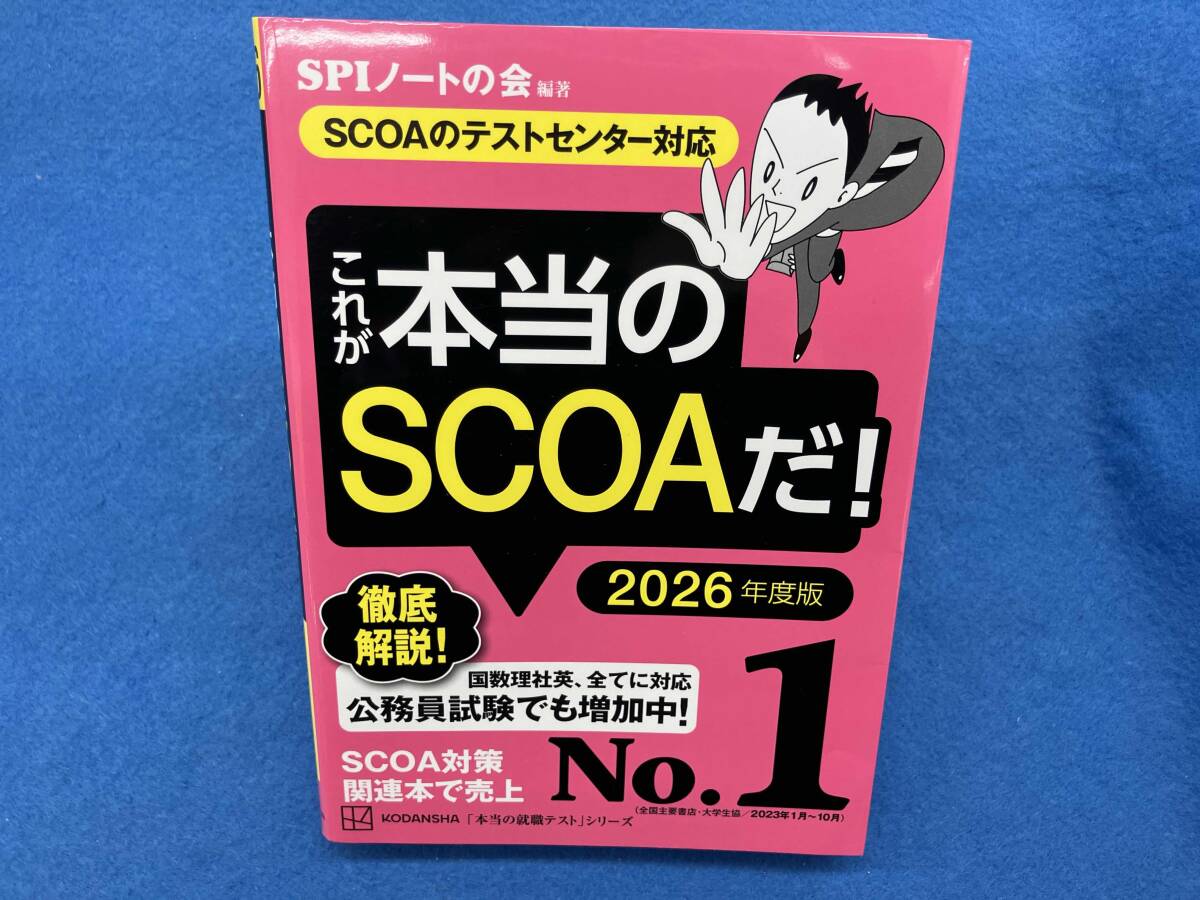 SPIノートの会 編著
SCOAのテストセンター対応
これが
本当の
SCOAだ!
2026年度版
徹底
解説!
国数理社英、全てに対応
公務員試験でも増加中!
SCOA対策
関連本で売上
No.1
(全国主要書店・大学生協/2023年1月〜10月)
KODANSHA 「本当の就職テスト」シリーズ